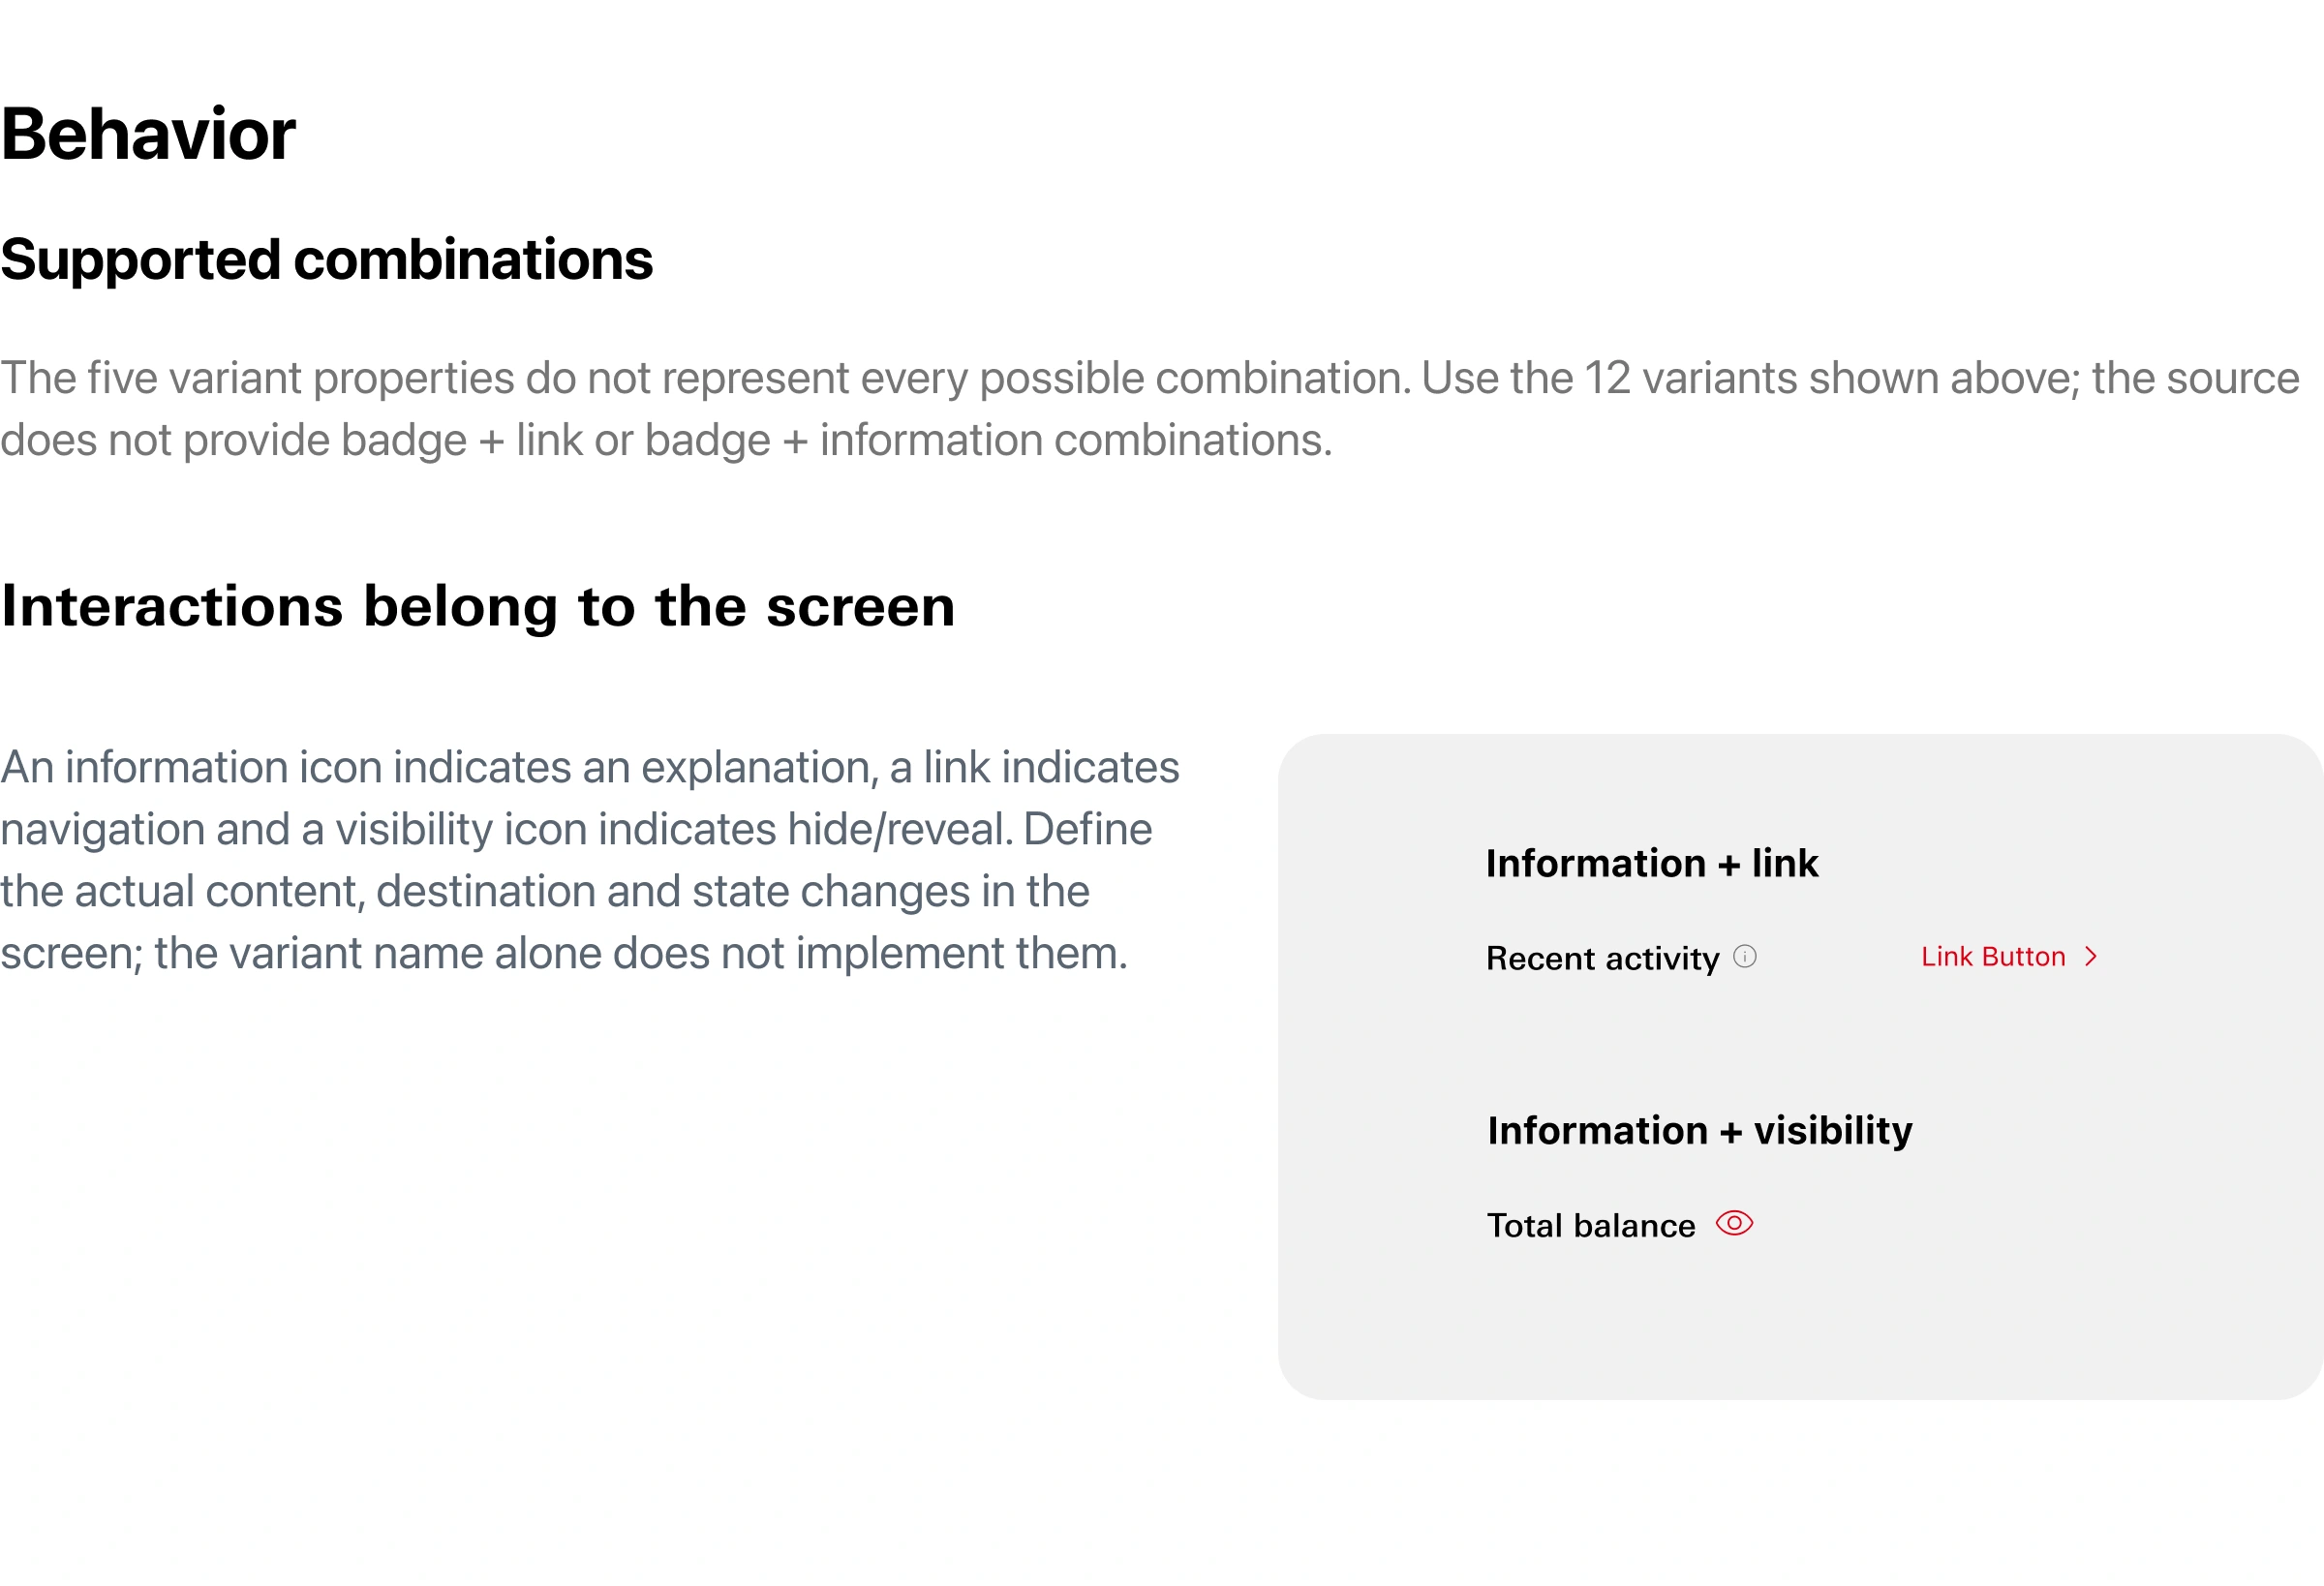 Behavior
Supported combinations
The five variant properties do not represent every possible combination. Use the 12 variants shown above; the source
does not provide badge + link or badge + information combinations.
Interactions belong to the screen
An information icon indicates an explanation, a link indicates
navigation and a visibility icon indicates hide/reveal. Define
the actual content, destination and state changes in the
screen; the variant name alone does not implement them.
Information + link
Recent activity
Link Button
Information + visibility
Total balance